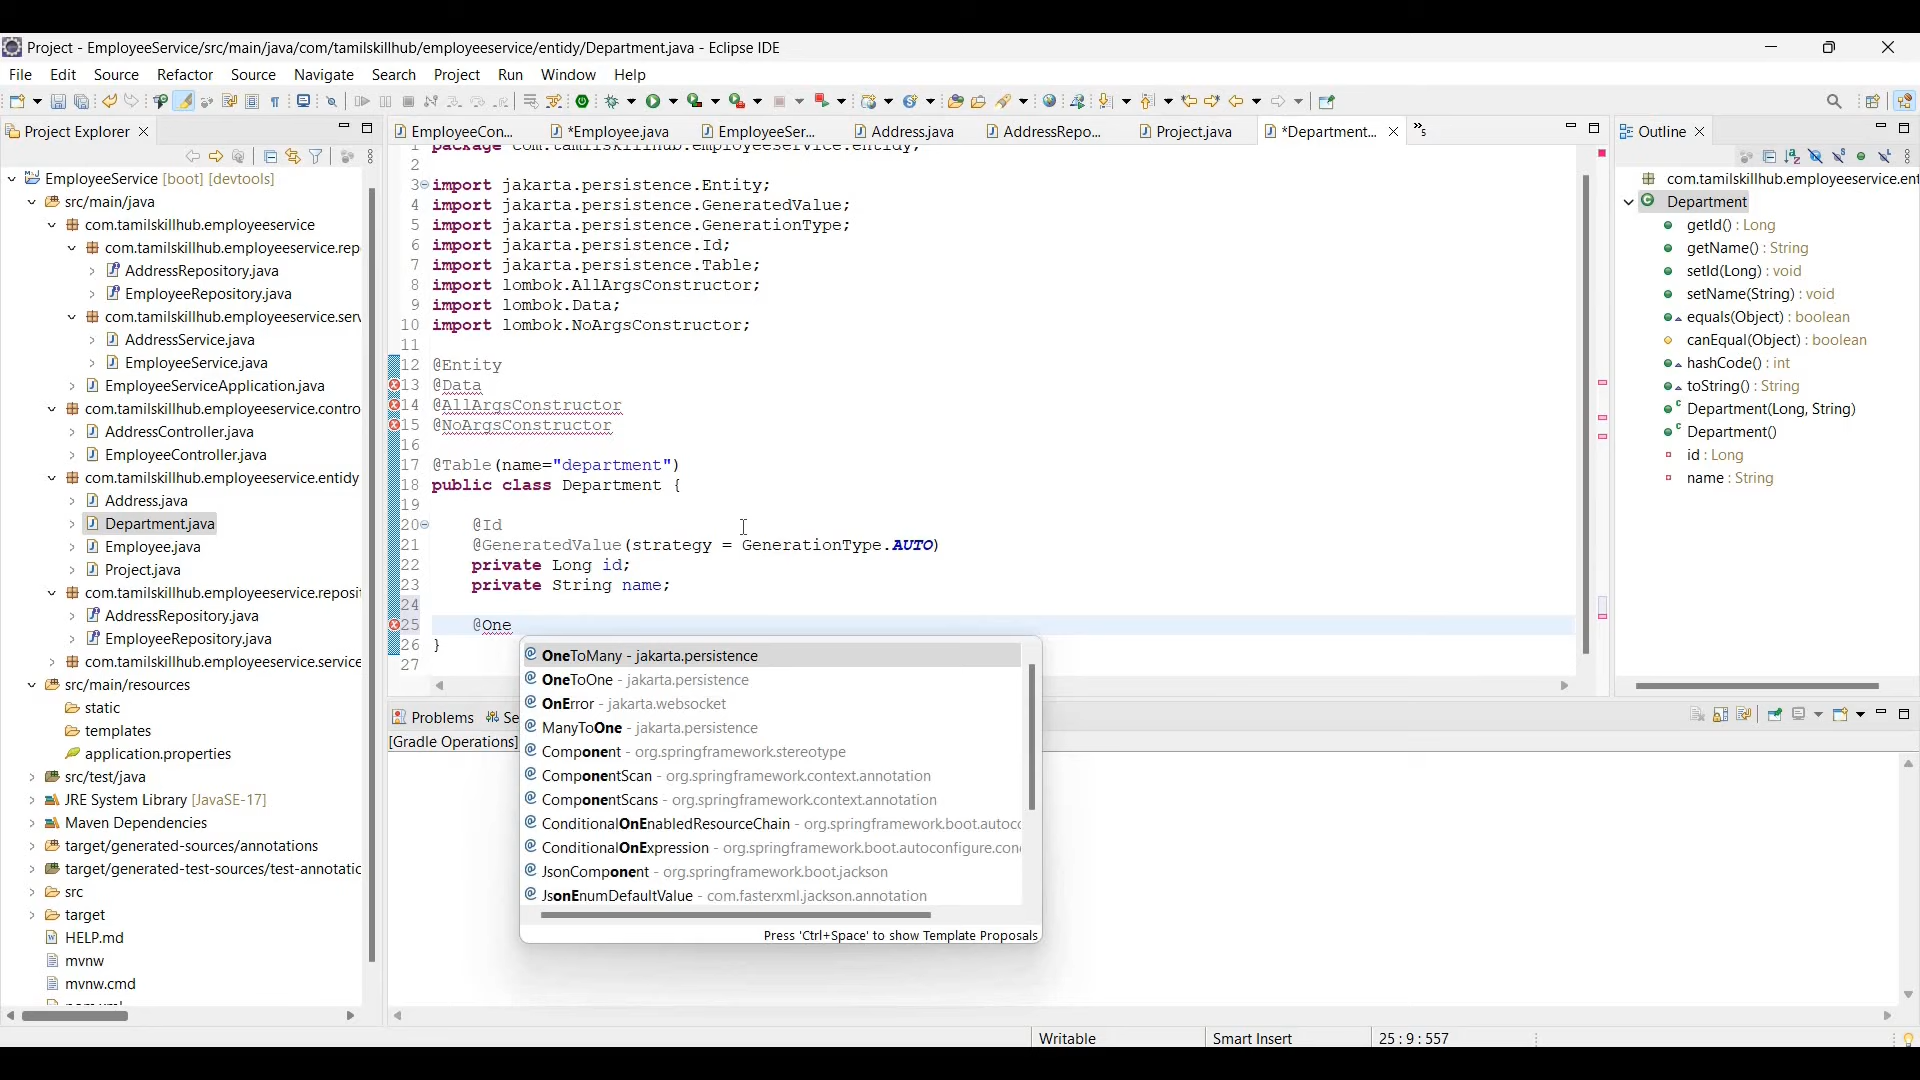 Project - EmployeeService/src/main/java/com/tamilskillhub/employeeservice/entidy/Department.java - Eclipse IDE
File Edit Source Refactor Source Navigate Search Project Run Window Help
Project Explorer
EmployeeService [boot] [devtools]
src/main/java
com.tamilskillhub.employeeservice
com.tamilskillhub.employeeservice.rep
AddressRepository.java
EmployeeRepository.java
com.tamilskillhub.employeeservice.serv
AddressService.java
EmployeeService.java
EmployeeServiceApplication.java
com.tamilskillhub.employeeservice.contro
AddressController.java
EmployeeController.java
com.tamilskillhub.employeeservice.entidy
Address.java
Department.java
Employee.java
Project.java
com.tamilskillhub.employeeservice.reposit
AddressRepository.java
EmployeeRepository.java
com.tamilskillhub.employeeservice.service
src/main/resources
static
templates
application.properties
src/test/java
JRE System Library [JavaSE-17]
Maven Dependencies
target/generated-sources/annotations
target/generated-test-sources/test-annotatic
src
target
HELP.md
mvnw
mvnw.cmd
EmployeeCon... *Employee.java EmployeeSer... Address.java AddressRepo... Project.java *Department... »5
1 package com.tamilskillhub.employeeservice.entidy;
2
3 import jakarta.persistence.Entity;
4 import jakarta.persistence.GeneratedValue;
5 import jakarta.persistence.GenerationType;
6 import jakarta.persistence.Id;
7 import jakarta.persistence.Table;
8 import lombok.AllArgsConstructor;
9 import lombok.Data;
10 import lombok.NoArgsConstructor;
11
12 @Entity
13 @Data
14 @AllArgsConstructor
15 @NoArgsConstructor
16
17 @Table(name="department")
18 public class Department {
19
20 @Id
21 @GeneratedValue(strategy = GenerationType.AUTO)
22 private Long id;
23 private String name;
24
25 @One
26 }
27
OneToMany - jakarta.persistence
OneToOne - jakarta.persistence
OnError - jakarta.websocket
ManyToOne - jakarta.persistence
Component - org.springframework.stereotype
ComponentScan - org.springframework.context.annotation
ComponentScans - org.springframework.context.annotation
ConditionalOnEnabledResourceChain - org.springframework.boot.autoco
ConditionalOnExpression - org.springframework.boot.autoconfigure.con
JsonComponent - org.springframework.boot.jackson
JsonEnumDefaultValue - com.fasterxml.jackson.annotation
Press 'Ctrl+Space' to show Template Proposals
Problems Se
[Gradle Operations]
Outline
com.tamilskillhub.employeeservice.ent
Department
getId() : Long
getName() : String
setId(Long) : void
setName(String) : void
equals(Object) : boolean
canEqual(Object) : boolean
hashCode() : int
toString() : String
Department(Long, String)
Department()
id : Long
name : String
Writable Smart Insert 25 : 9 : 557